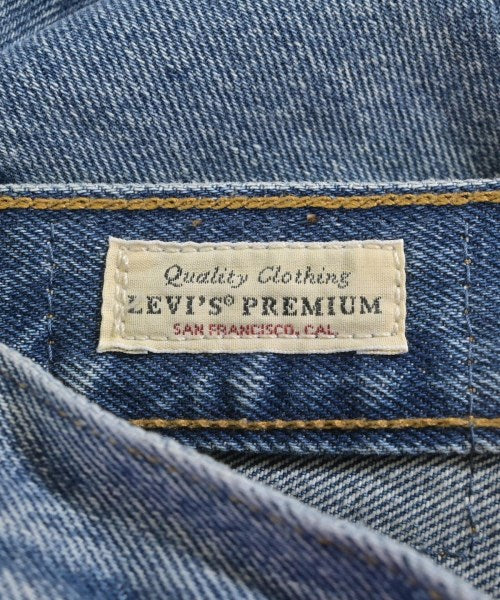 Quality Clothing
LEVI'S® PREMIUM
SAN FRANCISCO, CAL.